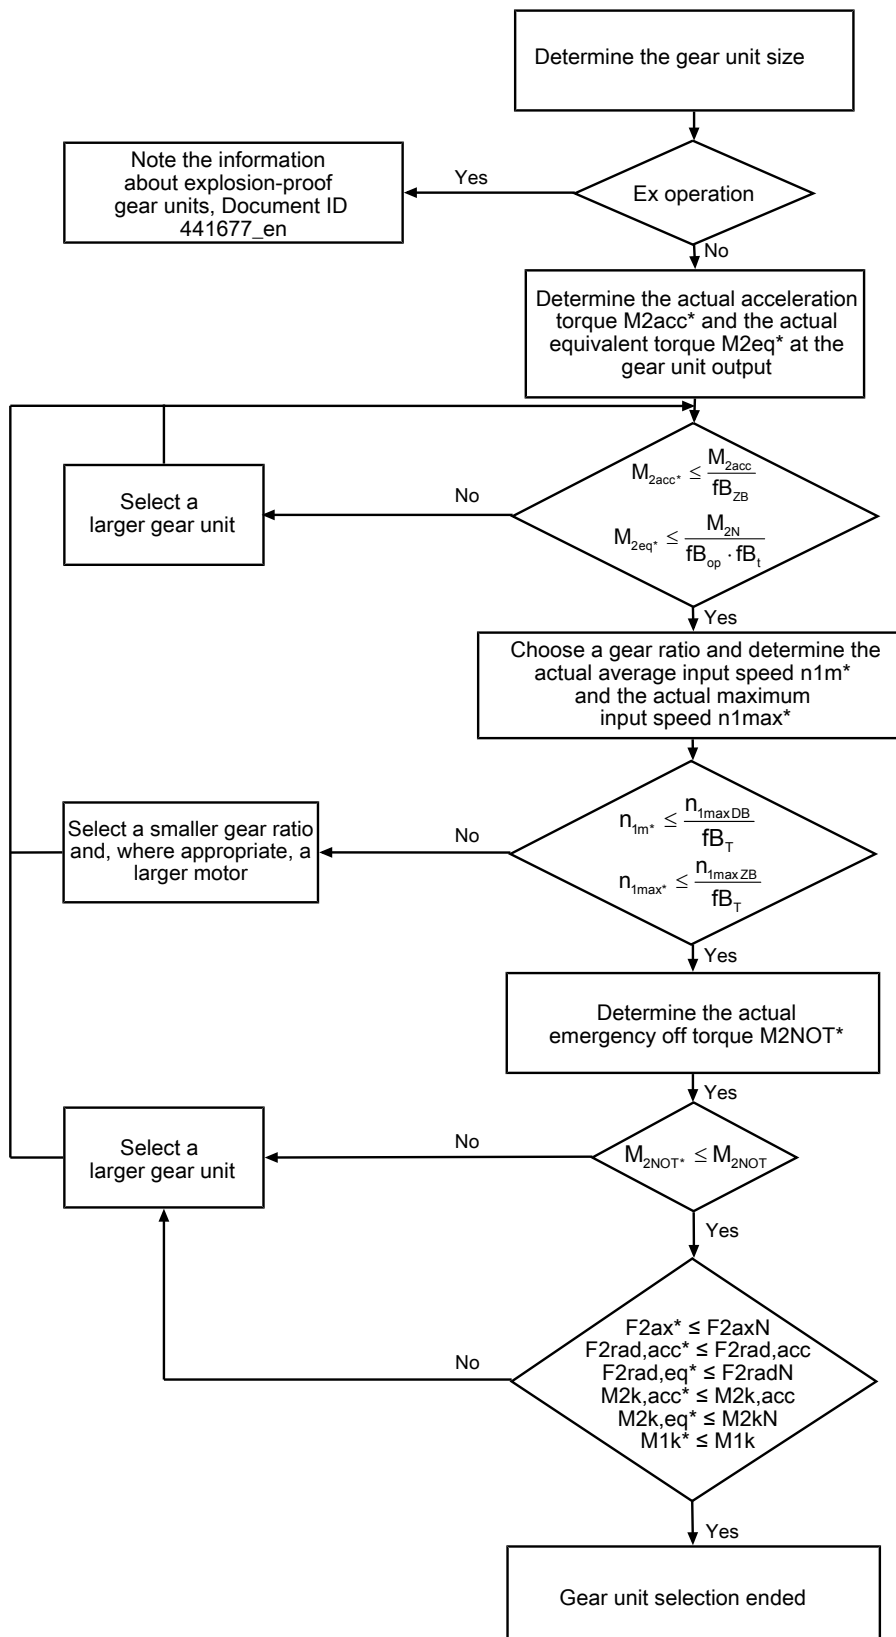 Determine the gear unit size
Note the information
about explosion-proof
gear units, Document ID
441677_en
Yes
Ex operation
No
Determine the actual acceleration
torque M2acc* and the actual
equivalent torque M2eq* at the
gear unit output
Select a
larger gear unit
No
M2acc* ≤ M2acc / fBZB
M2eq* ≤ M2N / fBop · fBt
Yes
Choose a gear ratio and determine the
actual average input speed n1m*
and the actual maximum
input speed n1max*
Select a smaller gear ratio
and, where appropriate, a
larger motor
No
n1m* ≤ n1maxDB / fBT
n1max* ≤ n1maxZB / fBT
Yes
Determine the actual
emergency off torque M2NOT*
Yes
Select a
larger gear unit
No
M2NOT* ≤ M2NOT
Yes
No
F2ax* ≤ F2axN
F2rad,acc* ≤ F2rad,acc
F2rad,eq* ≤ F2radN
M2k,acc* ≤ M2k,acc
M2k,eq* ≤ M2kN
M1k* ≤ M1k
Yes
Gear unit selection ended